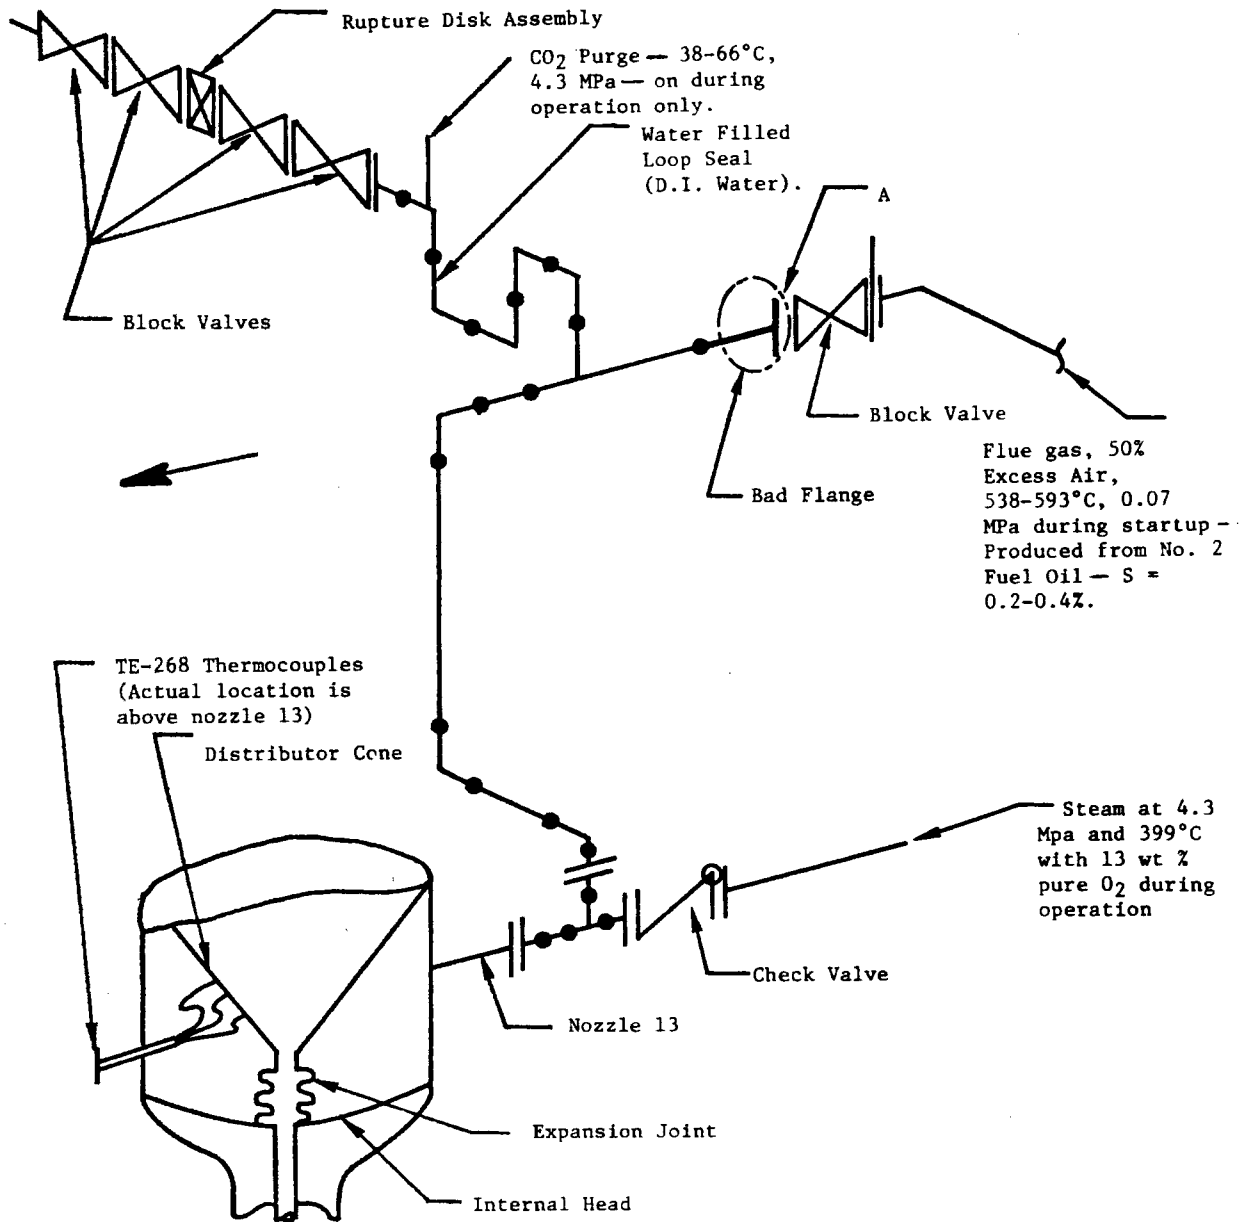 Rupture Disk Assembly
CO2 Purge — 38-66°C,
4.3 MPa — on during
operation only.
Water Filled
Loop Seal
(D.I. Water).
A
Block Valves
Block Valve
Bad Flange
Flue gas, 50%
Excess Air,
538-593°C, 0.07
MPa during startup –
Produced from No. 2
Fuel Oil — S =
0.2-0.4%.
TE-268 Thermocouples
(Actual location is
above nozzle 13)
Distributor Cone
Steam at 4.3
Mpa and 399°C
with 13 wt %
pure O2 during
operation
Check Valve
Nozzle 13
Expansion Joint
Internal Head